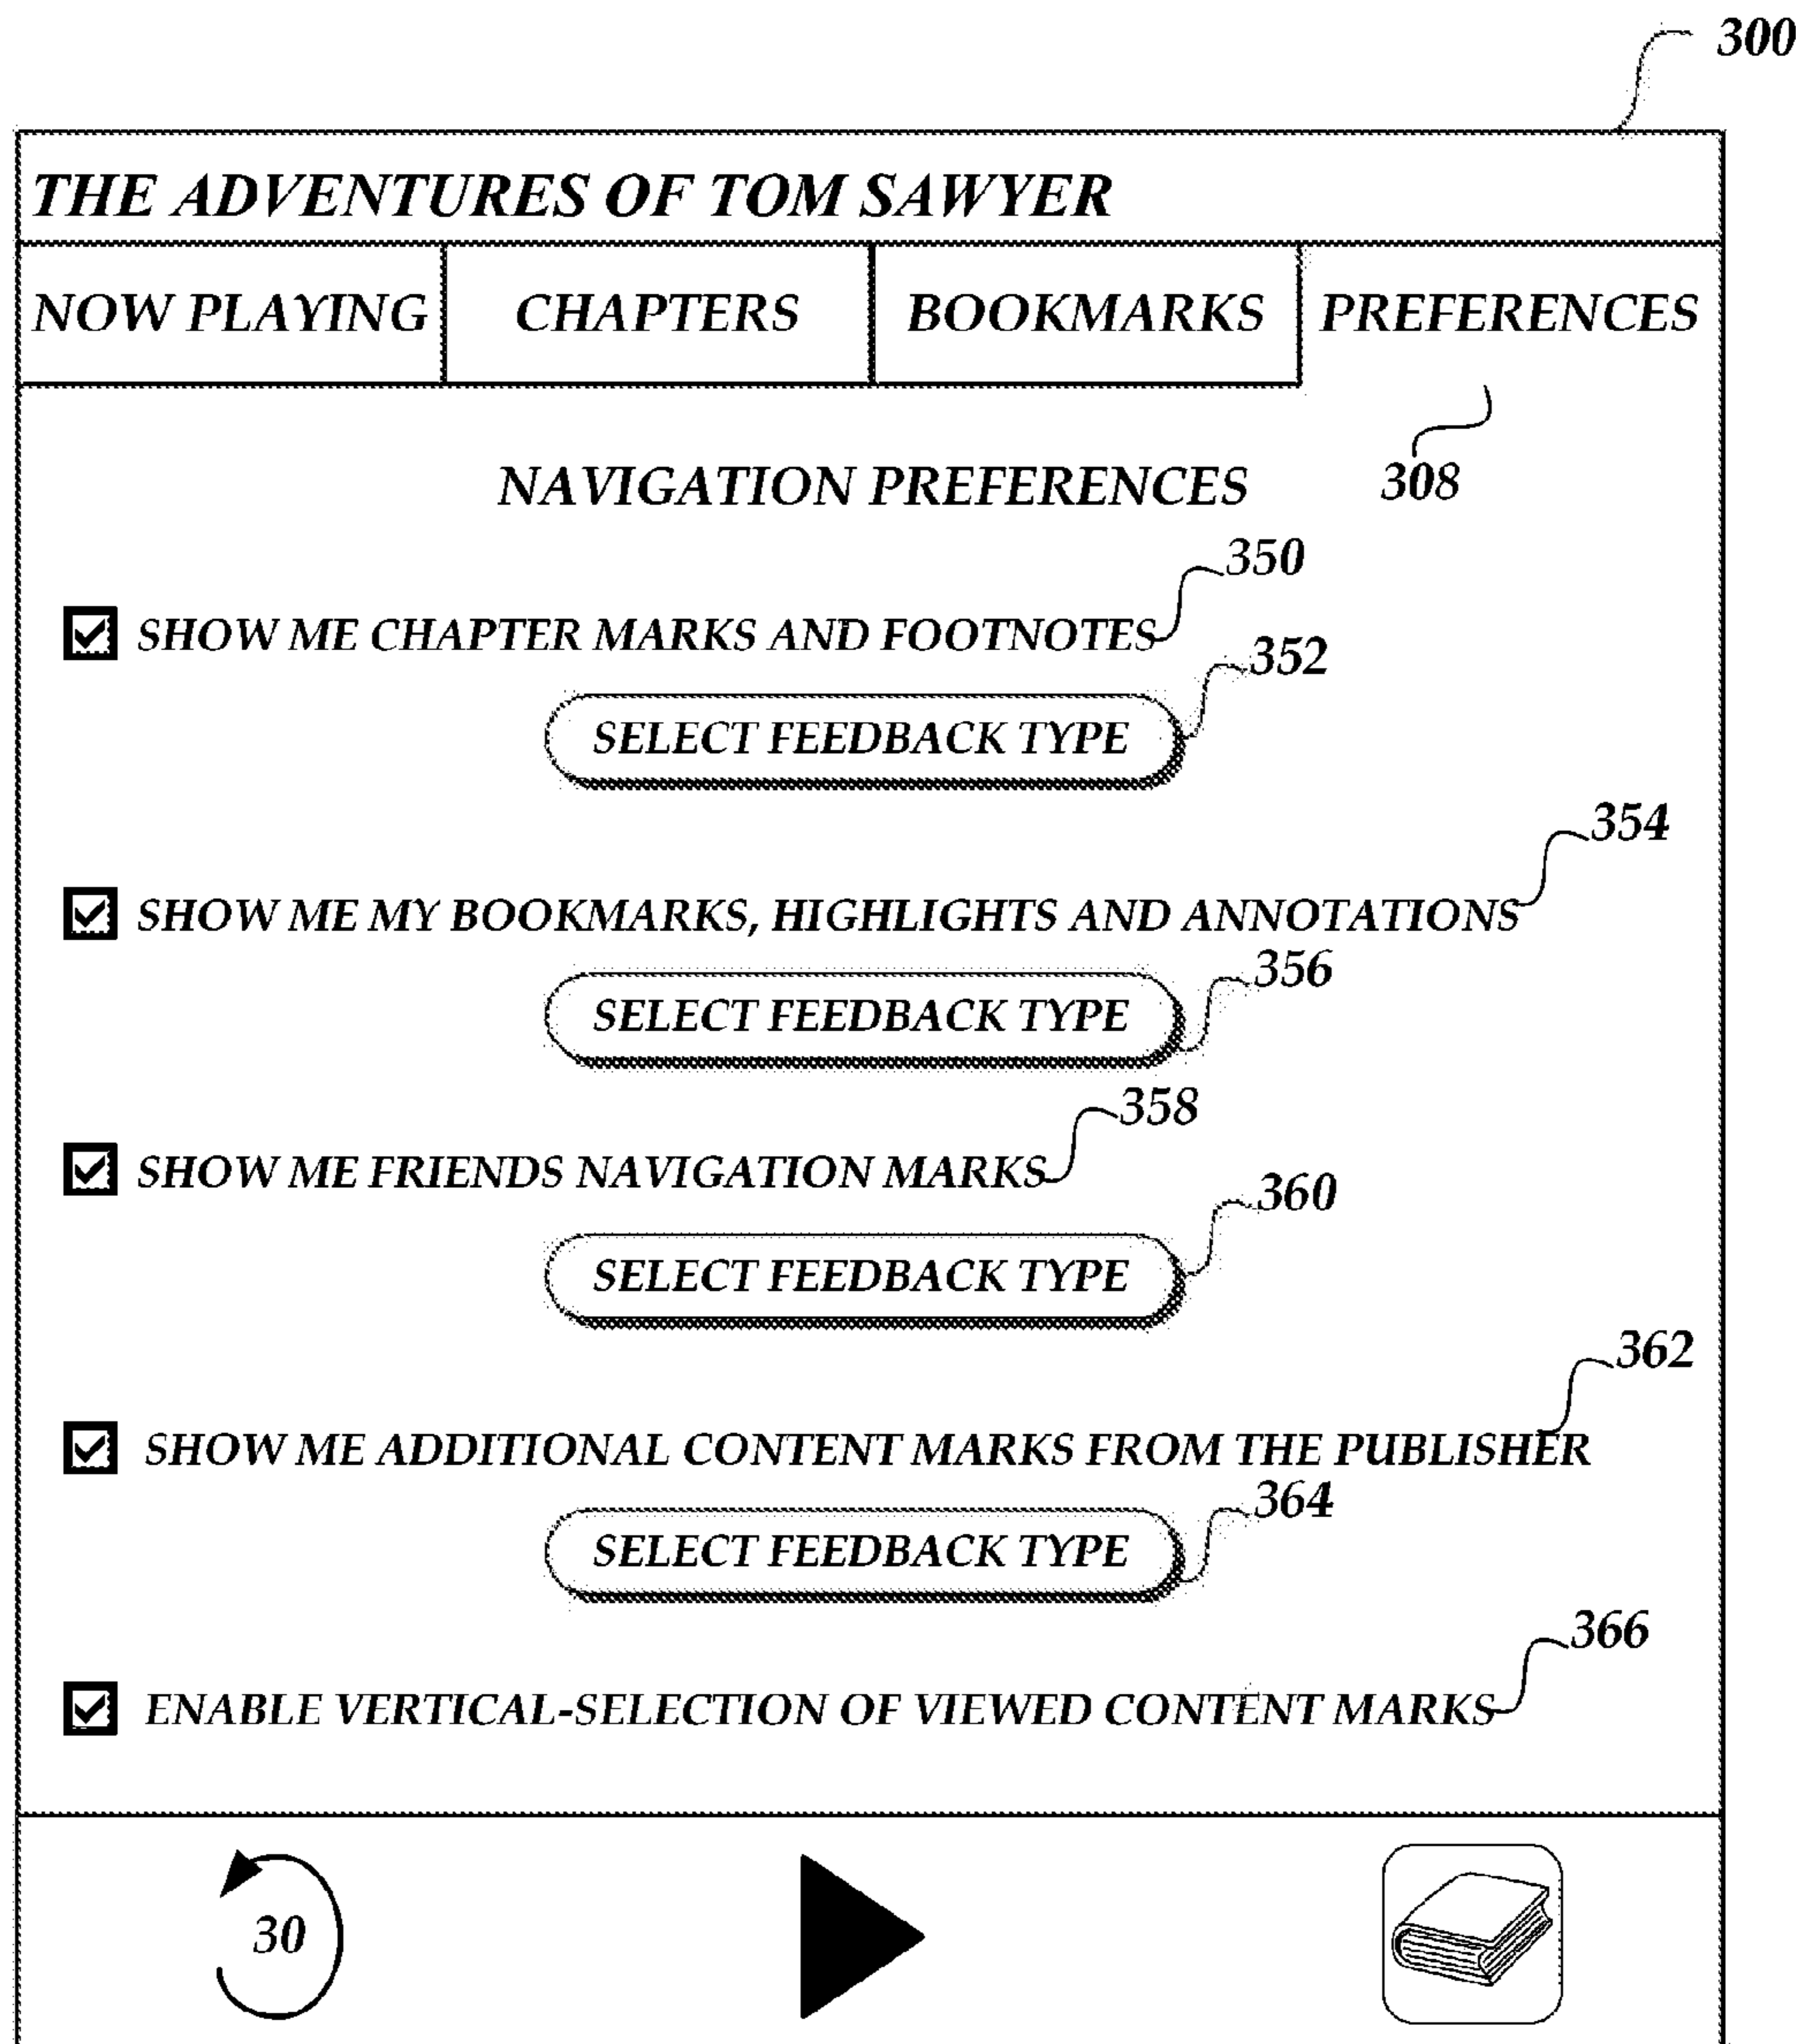 300
THE ADVENTURES OF TOM SAWYER
NOW PLAYING CHAPTERS BOOKMARKS PREFERENCES
308
NAVIGATION PREFERENCES
350
SHOW ME CHAPTER MARKS AND FOOTNOTES
352
SELECT FEEDBACK TYPE
354
SHOW ME MY BOOKMARKS, HIGHLIGHTS AND ANNOTATIONS
356
SELECT FEEDBACK TYPE
358
SHOW ME FRIENDS NAVIGATION MARKS
360
SELECT FEEDBACK TYPE
362
SHOW ME ADDITIONAL CONTENT MARKS FROM THE PUBLISHER
364
SELECT FEEDBACK TYPE
366
ENABLE VERTICAL-SELECTION OF VIEWED CONTENT MARKS
30